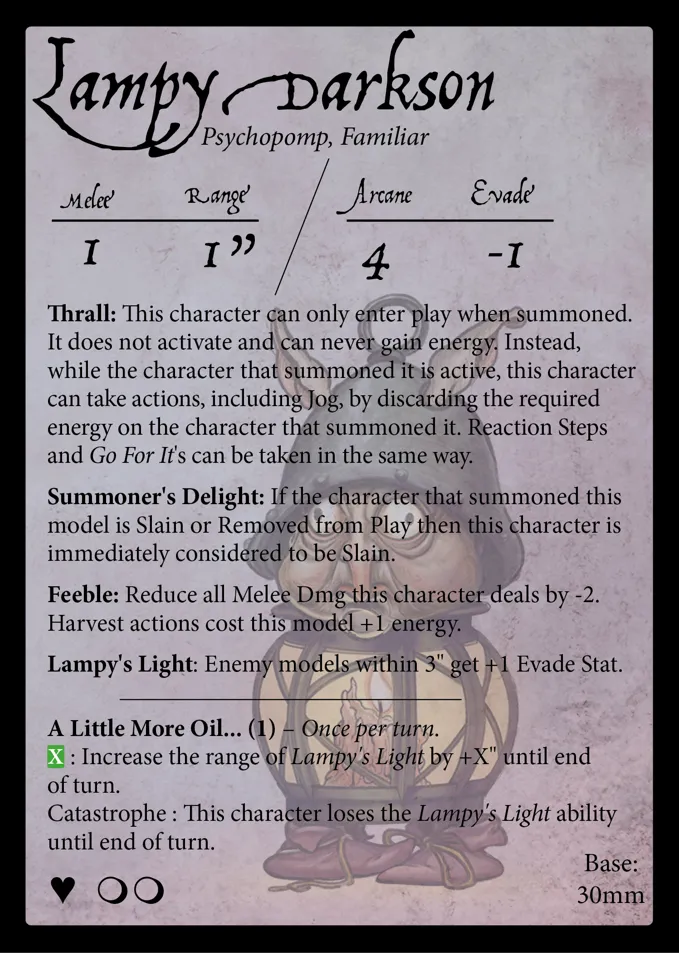 Lampy Darkson
Psychopomp, Familiar
Melee Range Arcane Evade
1 1" 4 -1
Thrall: This character can only enter play when summoned.
It does not activate and can never gain energy. Instead,
while the character that summoned it is active, this character
can take actions, including Jog, by discarding the required
energy on the character that summoned it. Reaction Steps
and Go For It's can be taken in the same way.
Summoner's Delight: If the character that summoned this
model is Slain or Removed from Play then this character is
immediately considered to be Slain.
Feeble: Reduce all Melee Dmg this character deals by -2.
Harvest actions cost this model +1 energy.
Lampy's Light: Enemy models within 3" get +1 Evade Stat.
A Little More Oil... (1) – Once per turn.
X : Increase the range of Lampy's Light by +X" until end
of turn.
Catastrophe : This character loses the Lampy's Light ability
until end of turn.
Base:
30mm